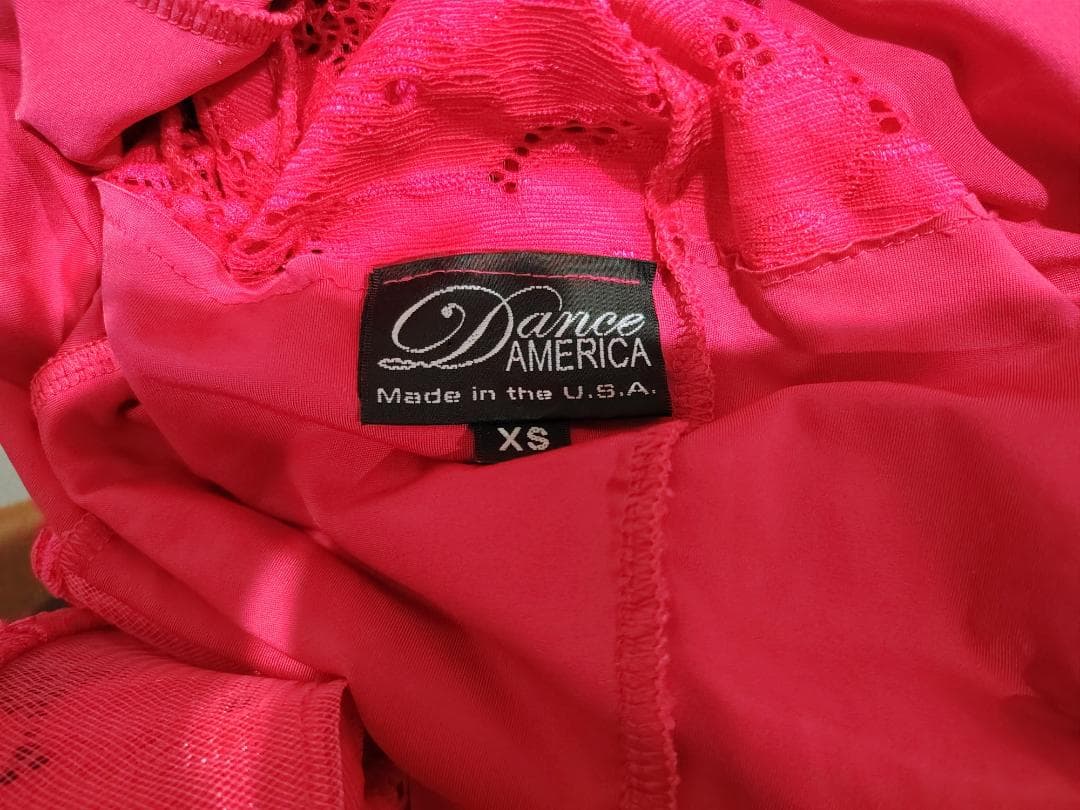 Dance
AMERICA
Made in the U.S.A.
XS